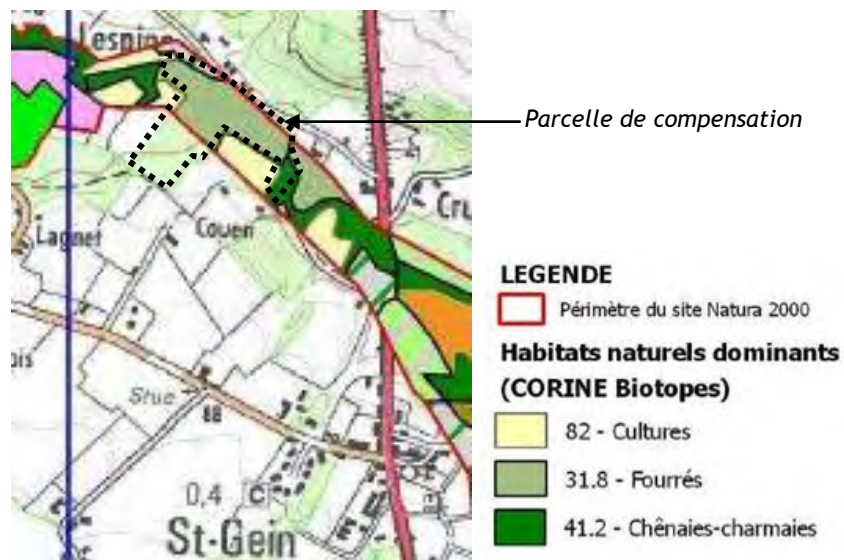 Lespine
Parcelle de compensation
Cru
Lagnet
Couen
LEGENDE
Périmètre du site Natura 2000
Habitats naturels dominants
(CORINE Biotopes)
ois
Stue
88
82 - Cultures
0,4
C
31.8 - Fourrés
St-Gein
41.2 - Chênaies-charmaies